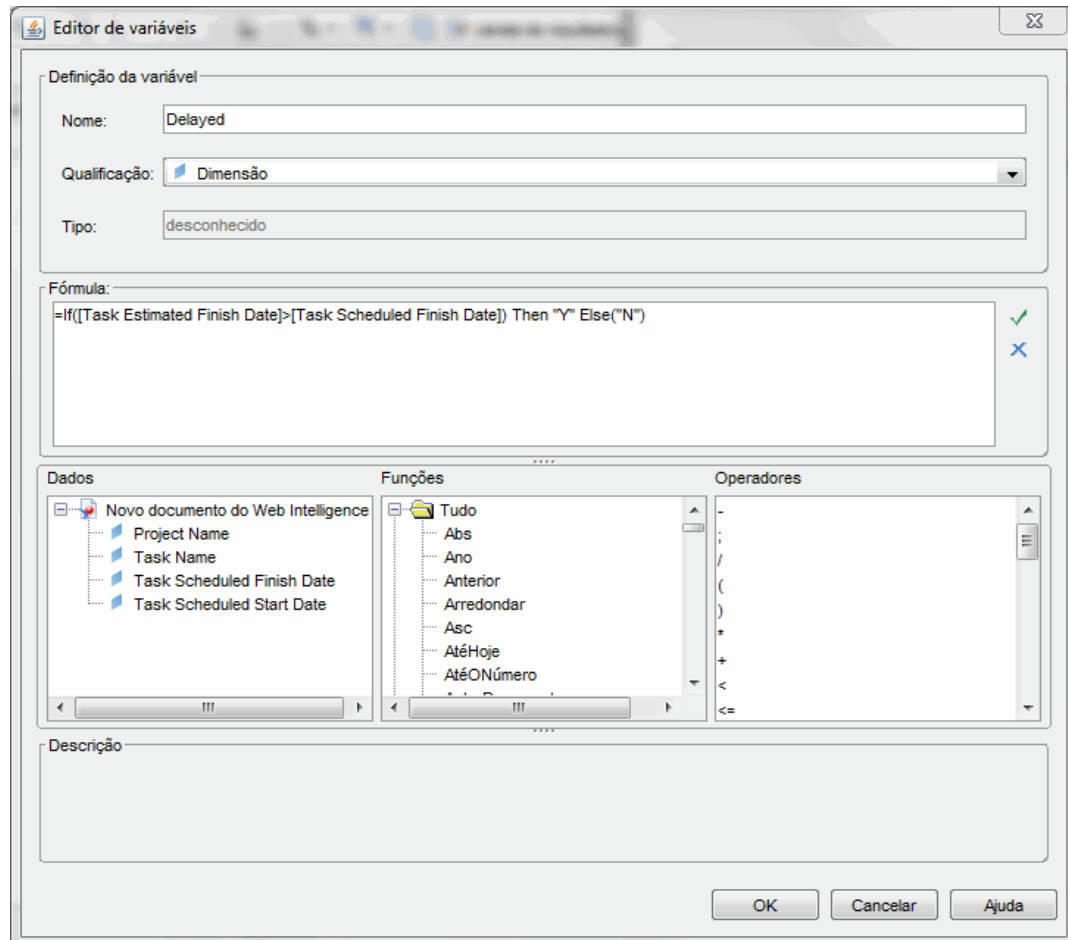 Editor de variáveis
Definição da variável
Nome:
Delayed
Qualificação:
Dimensão
Tipo:
desconhecido
Fórmula:
=If([Task Estimated Finish Date]>[Task Scheduled Finish Date]) Then "Y" Else("N")
Dados
Funções
Operadores
Novo documento do Web Intelligence
Project Name
Task Name
Task Scheduled Finish Date
Task Scheduled Start Date
Tudo
Abs
Ano
Anterior
Arredondar
Asc
AtéHoje
AtéONúmero
-
;
/
(
)
*
+
<
<=
Descrição
OK
Cancelar
Ajuda